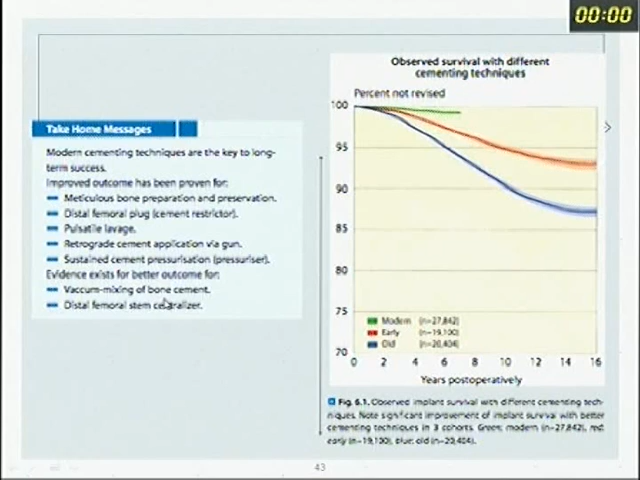 00:00
Take Home Messages
Modern cementing techniques are the key to long-
term success.
Improved outcome has been proven for:
Meticulous bone preparation and preservation.
Distal femoral plug (cement restrictor).
Pulsatile lavage.
Retrograde cement application via gun.
Sustained cement pressurisation (pressuriser).
Evidence exists for better outcome for:
Vaccum-mixing of bone cement.
Distal femoral stem centralizer.
Observed survival with different
cementing techniques
Percent not revised
100
95
90
85
80
75
70
Modern (n=27,842)
Early (n=19,100)
Old (n=20,404)
0 2 4 6 8 10 12 14 16
Years postoperatively
Fig. 6.1. Observed implant survival with different cementing tech-
niques. Note significant improvement of implant survival with better
cementing techniques in 3 cohorts. Green: modern (n=27,842), red:
early (n=19,100), blue: old (n=20,404).
43